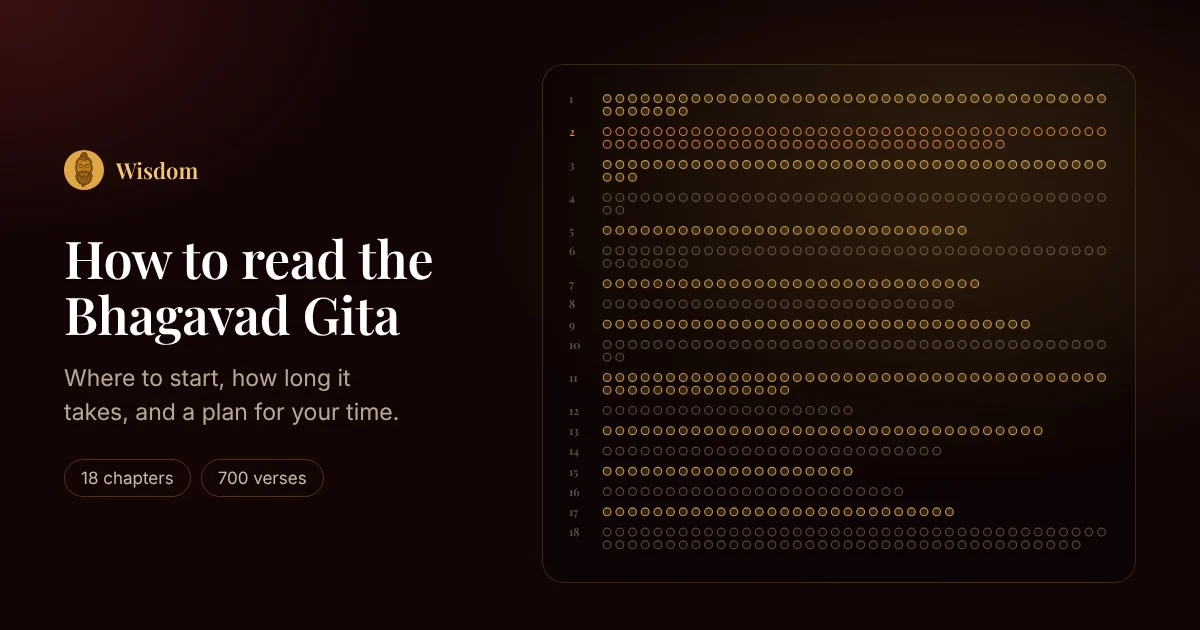 Wisdom
How to read the
Bhagavad Gita
Where to start, how long it
takes, and a plan for your time.
18 chapters
700 verses
1
2
3
4
5
6
7
8
9
10
11
12
13
14
15
16
17
18